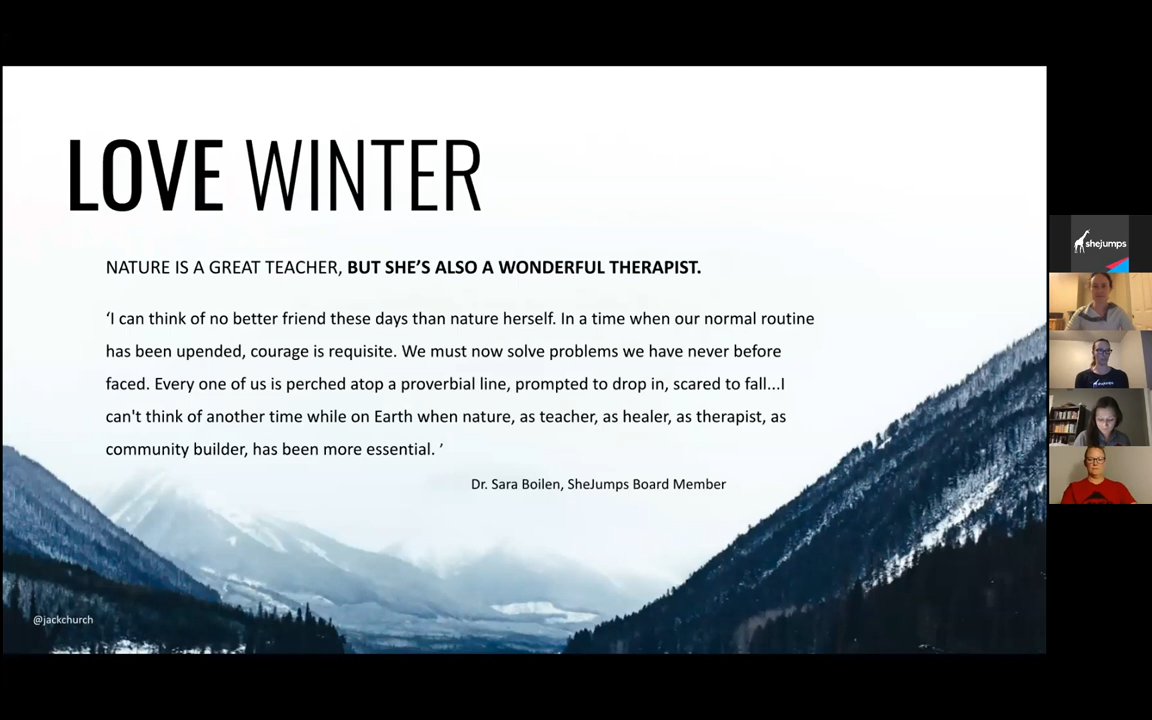 LOVE WINTER
NATURE IS A GREAT TEACHER, BUT SHE’S ALSO A WONDERFUL THERAPIST.
‘I can think of no better friend these days than nature herself. In a time when our normal routine
has been upended, courage is requisite. We must now solve problems we have never before
faced. Every one of us is perched atop a proverbial line, prompted to drop in, scared to fall...I
can't think of another time while on Earth when nature, as teacher, as healer, as therapist, as
community builder, has been more essential. ’
Dr. Sara Boilen, SheJumps Board Member
@jackchurch
shejumps